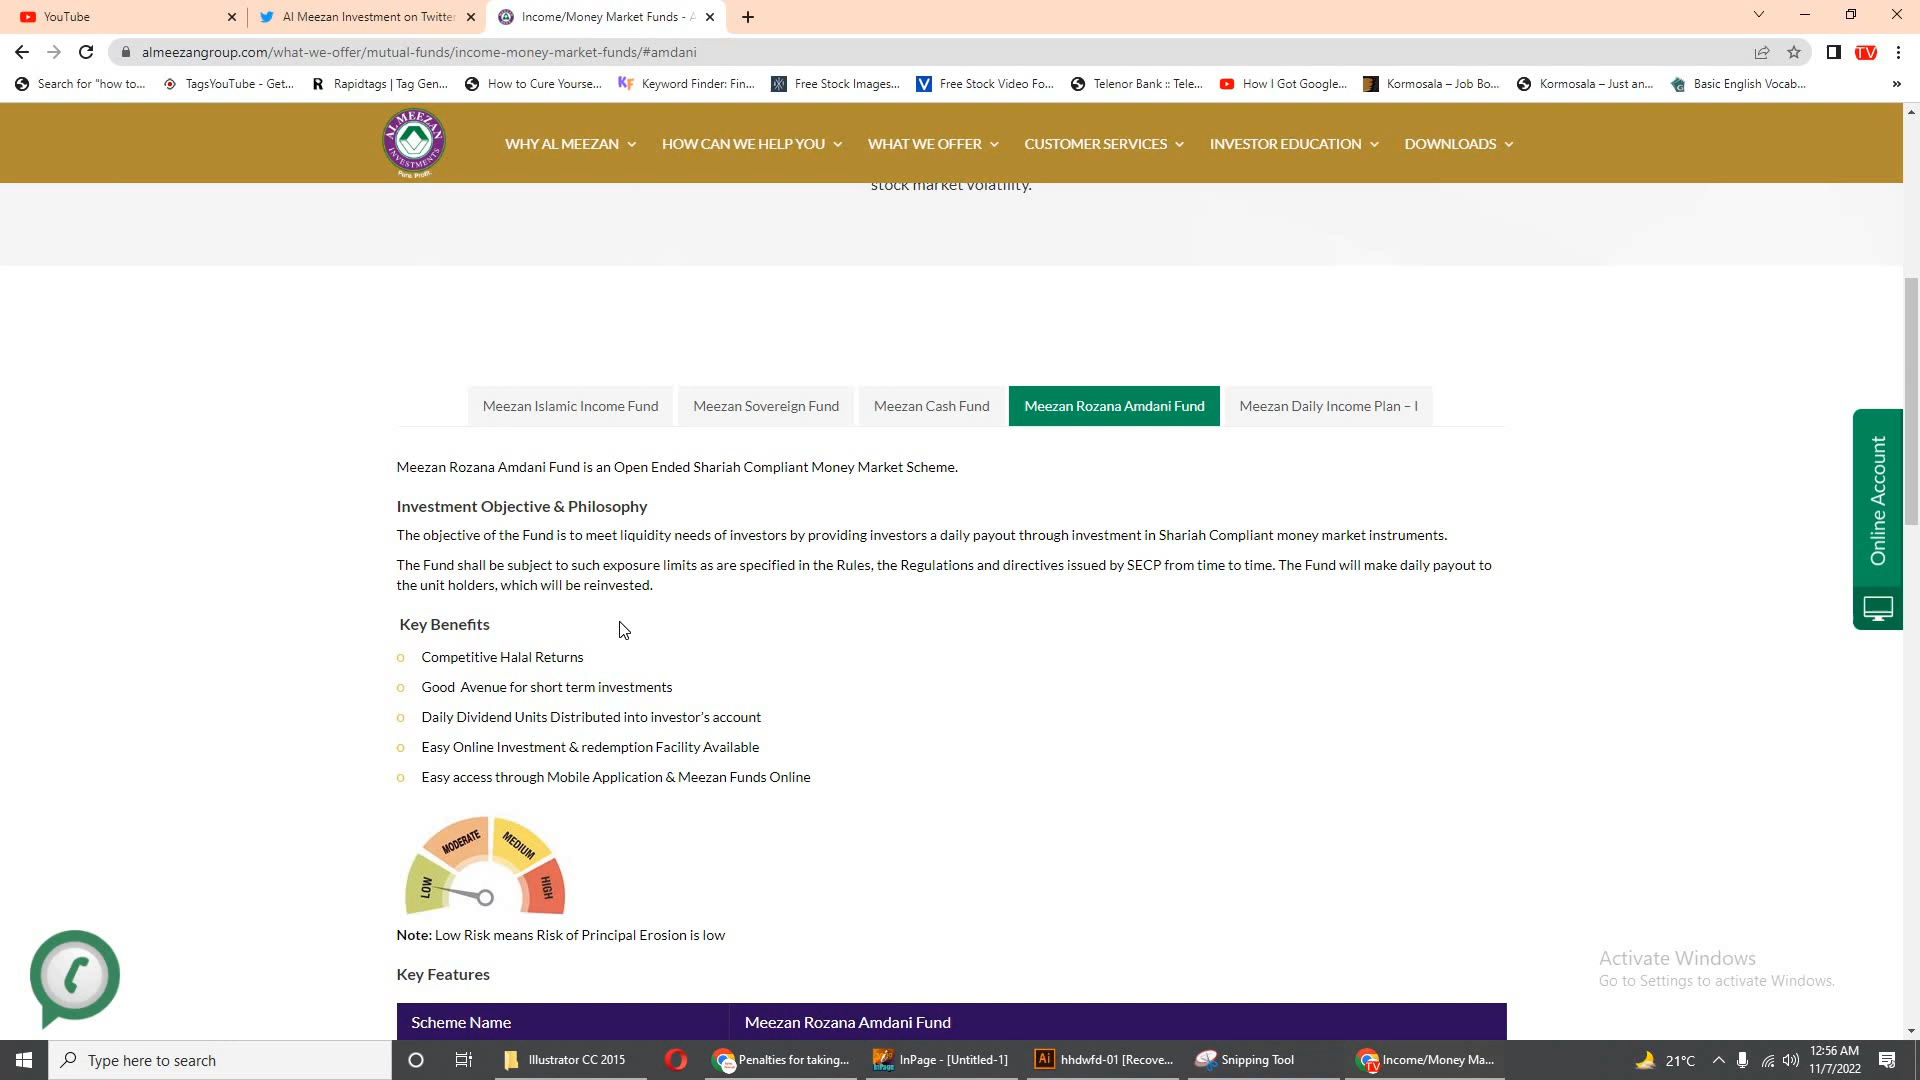 YouTube
Al Meezan Investment on Twitter
Income/Money Market Funds - A
almeezangroup.com/what-we-offer/mutual-funds/income-money-market-funds/#amdani
TV
Search for "how to...
TagsYouTube - Get...
R Rapidtags | Tag Gen...
How to Cure Yourse...
KF Keyword Finder: Fin...
Free Stock Images...
V Free Stock Video Fo...
Telenor Bank :: Tele...
How I Got Google...
Kormosala – Job Bo...
Kormosala – Just an...
Basic English Vocab...
»
AL MEEZAN INVESTMENTS
Pure. Profit.
WHY AL MEEZAN
HOW CAN WE HELP YOU
WHAT WE OFFER
CUSTOMER SERVICES
INVESTOR EDUCATION
DOWNLOADS
stock market volatility.
Meezan Islamic Income Fund
Meezan Sovereign Fund
Meezan Cash Fund
Meezan Rozana Amdani Fund
Meezan Daily Income Plan – I
Meezan Rozana Amdani Fund is an Open Ended Shariah Compliant Money Market Scheme.
Investment Objective & Philosophy
The objective of the Fund is to meet liquidity needs of investors by providing investors a daily payout through investment in Shariah Compliant money market instruments.
The Fund shall be subject to such exposure limits as are specified in the Rules, the Regulations and directives issued by SECP from time to time. The Fund will make daily payout to
the unit holders, which will be reinvested.
Key Benefits
o Competitive Halal Returns
o Good Avenue for short term investments
o Daily Dividend Units Distributed into investor’s account
o Easy Online Investment & redemption Facility Available
o Easy access through Mobile Application & Meezan Funds Online
LOW
MODERATE
MEDIUM
HIGH
Note: Low Risk means Risk of Principal Erosion is low
Key Features
Scheme Name
Meezan Rozana Amdani Fund
Online Account
Activate Windows
Go to Settings to activate Windows.
Type here to search
Illustrator CC 2015
Penalties for taking...
InPage - [Untitled-1]
Ai hhdwfd-01 [Recove...
Snipping Tool
Income/Money Ma...
21°C
12:56 AM
11/7/2022